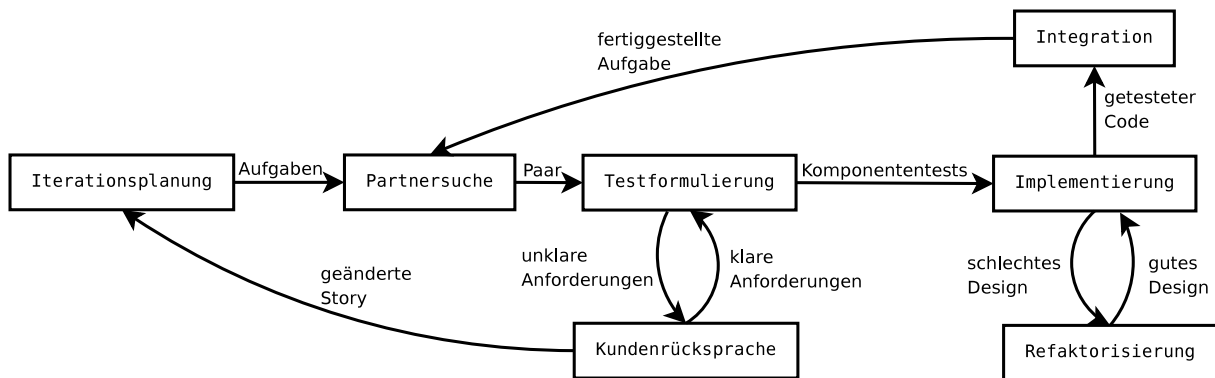 fertiggestellte
Aufgabe
Integration
getesteter
Code
Iterationsplanung
Aufgaben
Partnersuche
Paar
Testformulierung
Komponententests
Implementierung
geänderte
Story
unklare
Anforderungen
klare
Anforderungen
schlechtes
Design
gutes
Design
Kundenrücksprache
Refaktorisierung